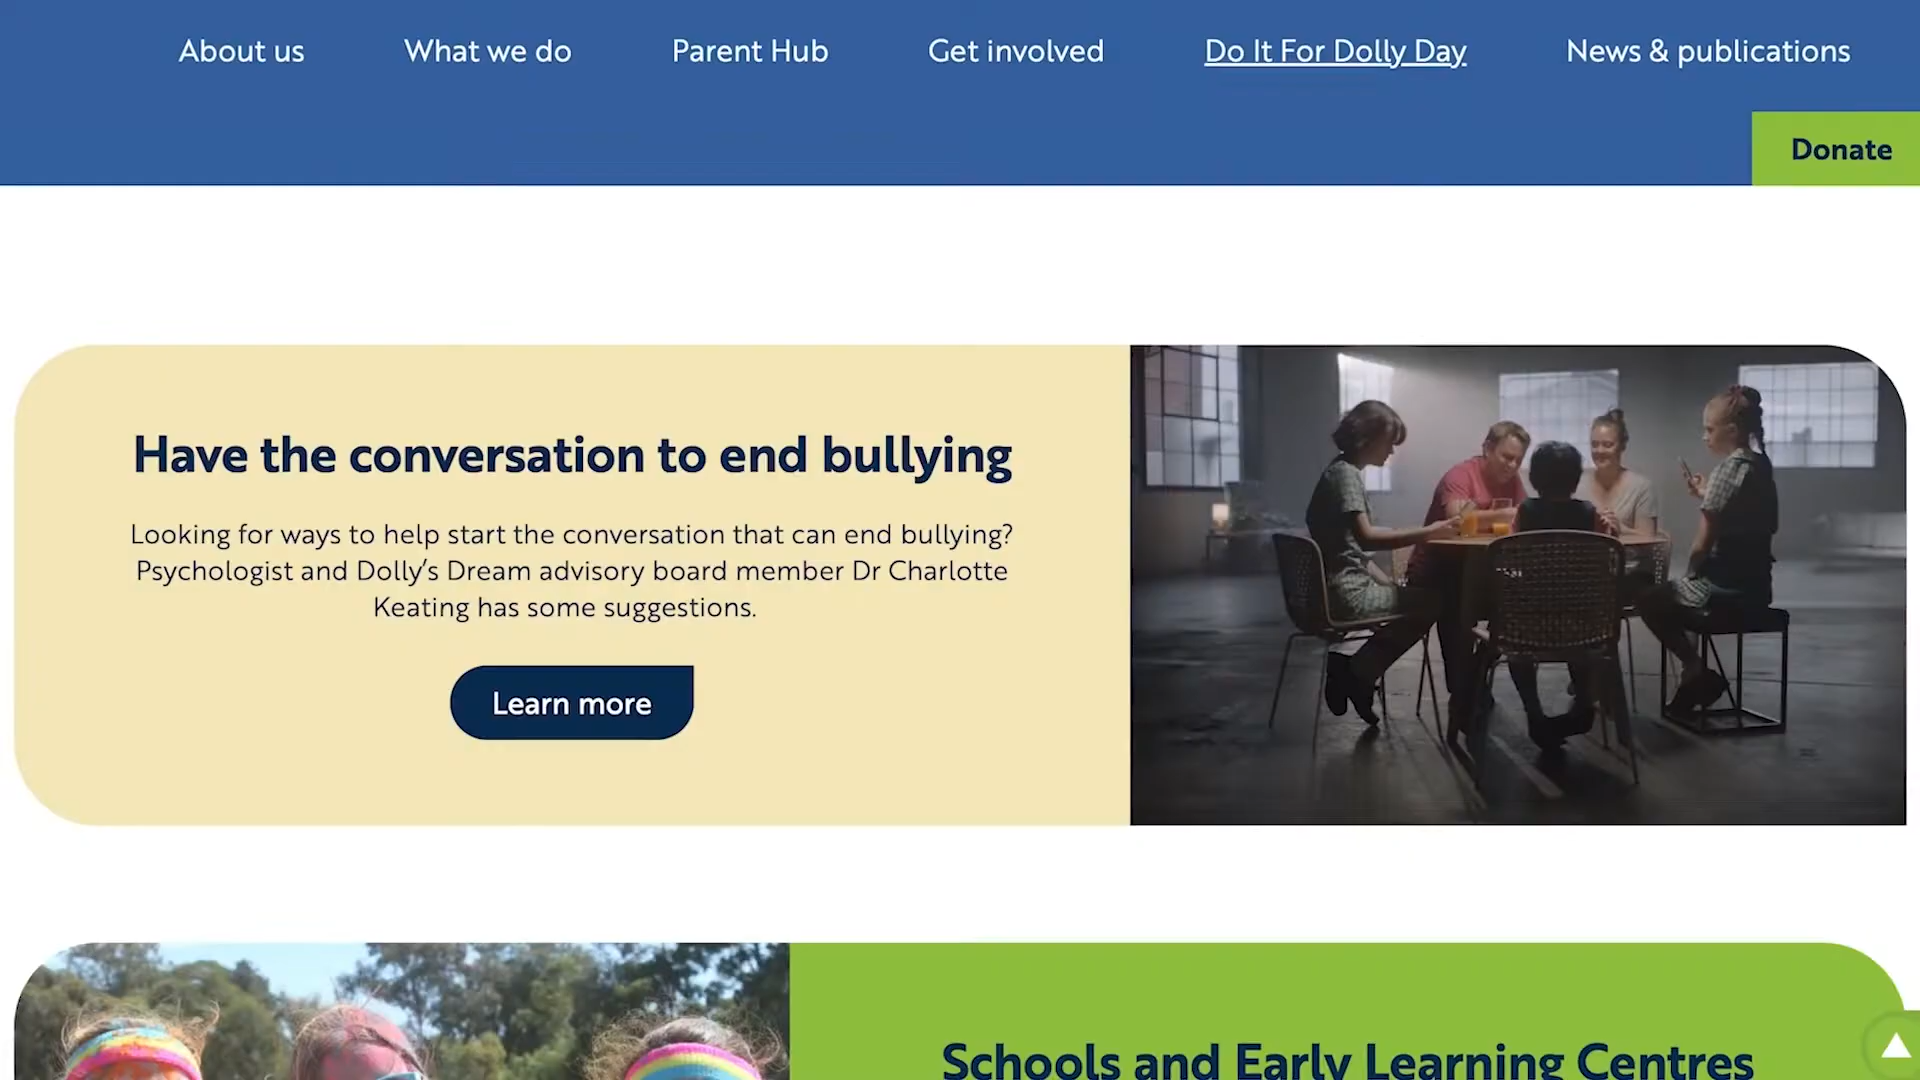 About us
What we do
Parent Hub
Get involved
Do It For Dolly Day
News & publications
Donate
Have the conversation to end bullying
Looking for ways to help start the conversation that can end bullying?
Psychologist and Dolly's Dream advisory board member Dr Charlotte
Keating has some suggestions.
Learn more
Schools and Early Learning Centres